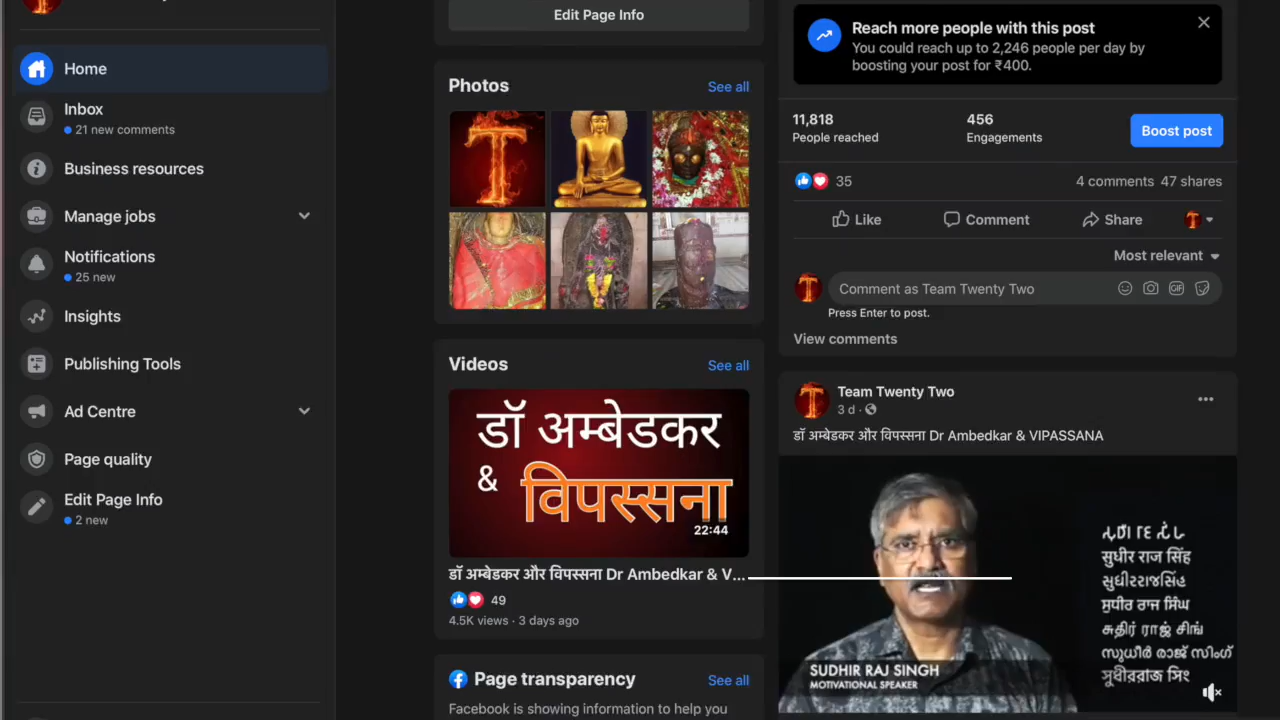 Home
Inbox
21 new comments
Business resources
Manage jobs
Notifications
25 new
Insights
Publishing Tools
Ad Centre
Page quality
Edit Page Info
2 new
Edit Page Info
Photos
See all
Videos
See all
डॉ अम्बेडकर
&
विपस्सना
22:44
डॉ अम्बेडकर और विपस्सना Dr Ambedkar & V...
49
4.5K views · 3 days ago
Page transparency
See all
Facebook is showing information to help you
Reach more people with this post
You could reach up to 2,246 people per day by
boosting your post for ₹400.
11,818
People reached
456
Engagements
Boost post
35
4 comments 47 shares
Like
Comment
Share
Most relevant
Comment as Team Twenty Two
GIF
Press Enter to post.
View comments
Team Twenty Two
3 d ·
डॉ अम्बेडकर और विपस्सना Dr Ambedkar & VIPASSANA
सुधीर राज सिंह
ਸੁਧੀਰ ਰਾਜ ਸਿੰਘ
சுதிர் ராஜ் சிங்
സുധീർ രാജ് സിംഗ്
SUDHIR RAJ SINGH
MOTIVATIONAL SPEAKER